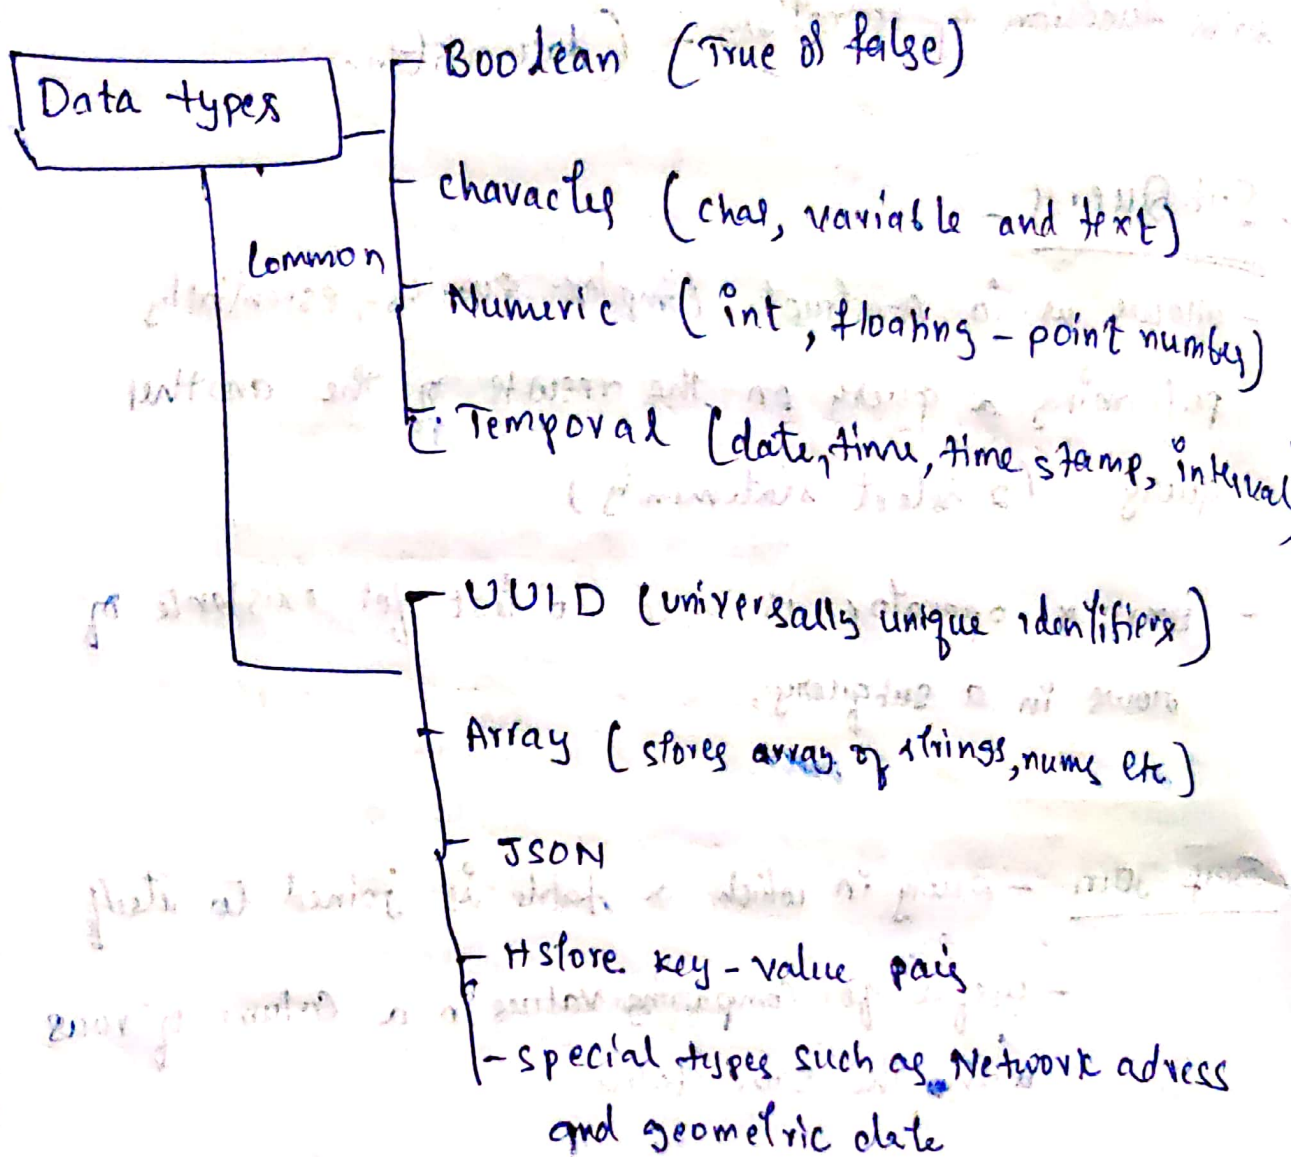 Data types
Common
Boolean (True or false)
character (char, variable and text)
Numeric (int, floating-point number)
Temporal (date, time, time stamp, interval)
UUID (universally unique identifiers)
Array (stores array of strings, nums etc)
JSON
Hstore key-value pair
special types such as Network adress
and geometric data